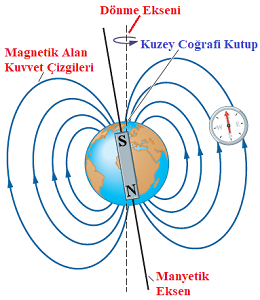 Dönme Ekseni
Magnetik Alan
Kuvvet Çizgileri
Kuzey Coğrafi Kutup
S
N
W
Manyetik
Eksen